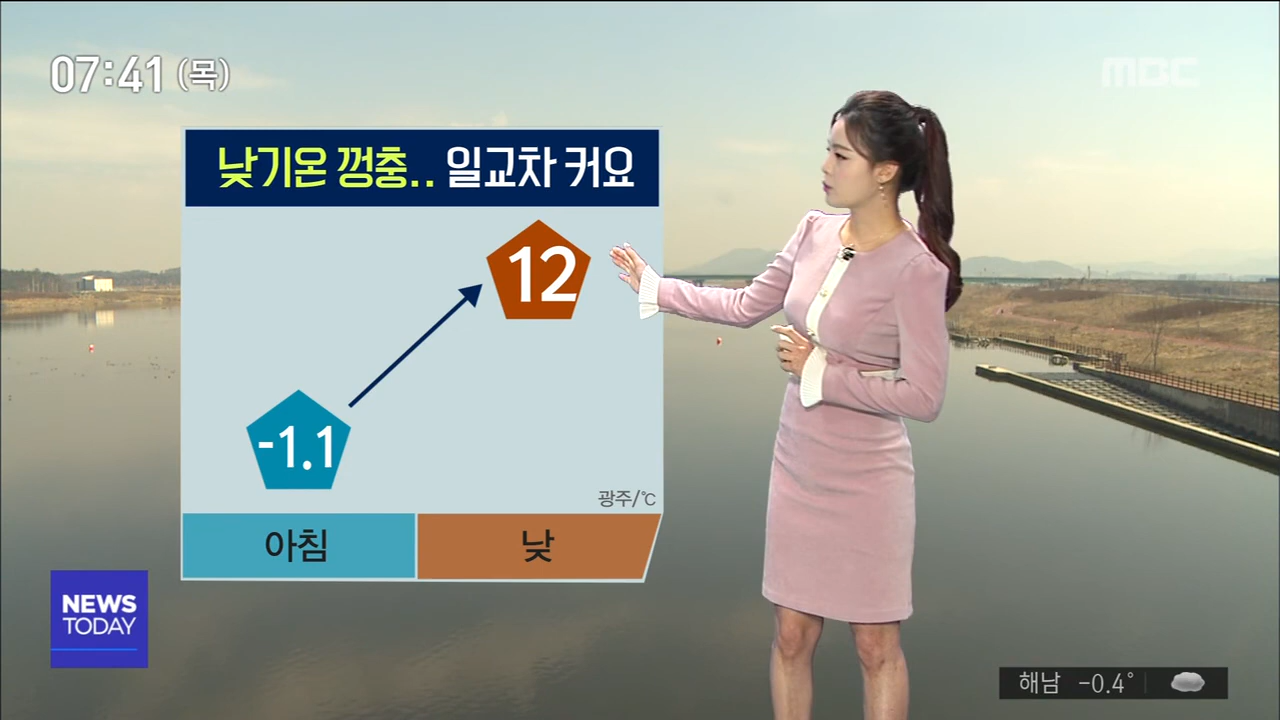 07:41 (목)
MBC
낮기온 껑충.. 일교차 커요
12
-1.1
광주/℃
아침 낮
NEWS
TODAY
해남 -0.4°